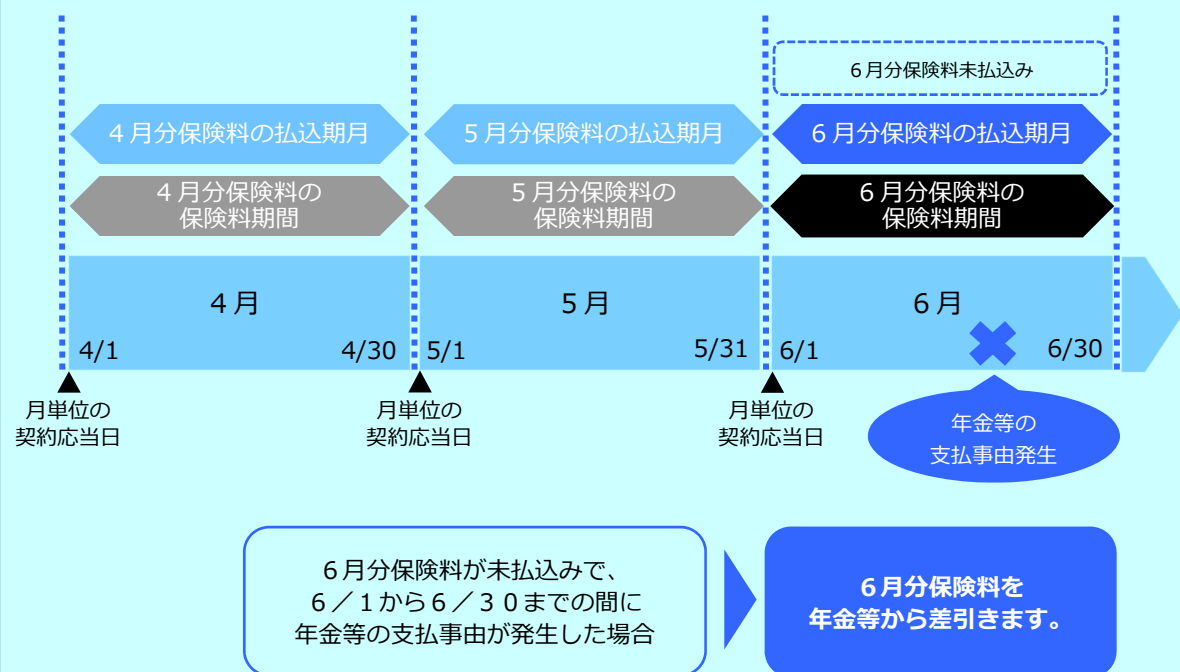 ６月分保険料未払込み
４月分保険料の払込期月
５月分保険料の払込期月
６月分保険料の払込期月
４月分保険料の
保険料期間
５月分保険料の
保険料期間
６月分保険料の
保険料期間
４月
５月
６月
4/1
4/30
5/1
5/31
6/1
6/30
月単位の
契約応当日
月単位の
契約応当日
月単位の
契約応当日
年金等の
支払事由発生
６月分保険料が未払込みで、
６／１から６／３０までの間に
年金等の支払事由が発生した場合
６月分保険料を
年金等から差引きます。